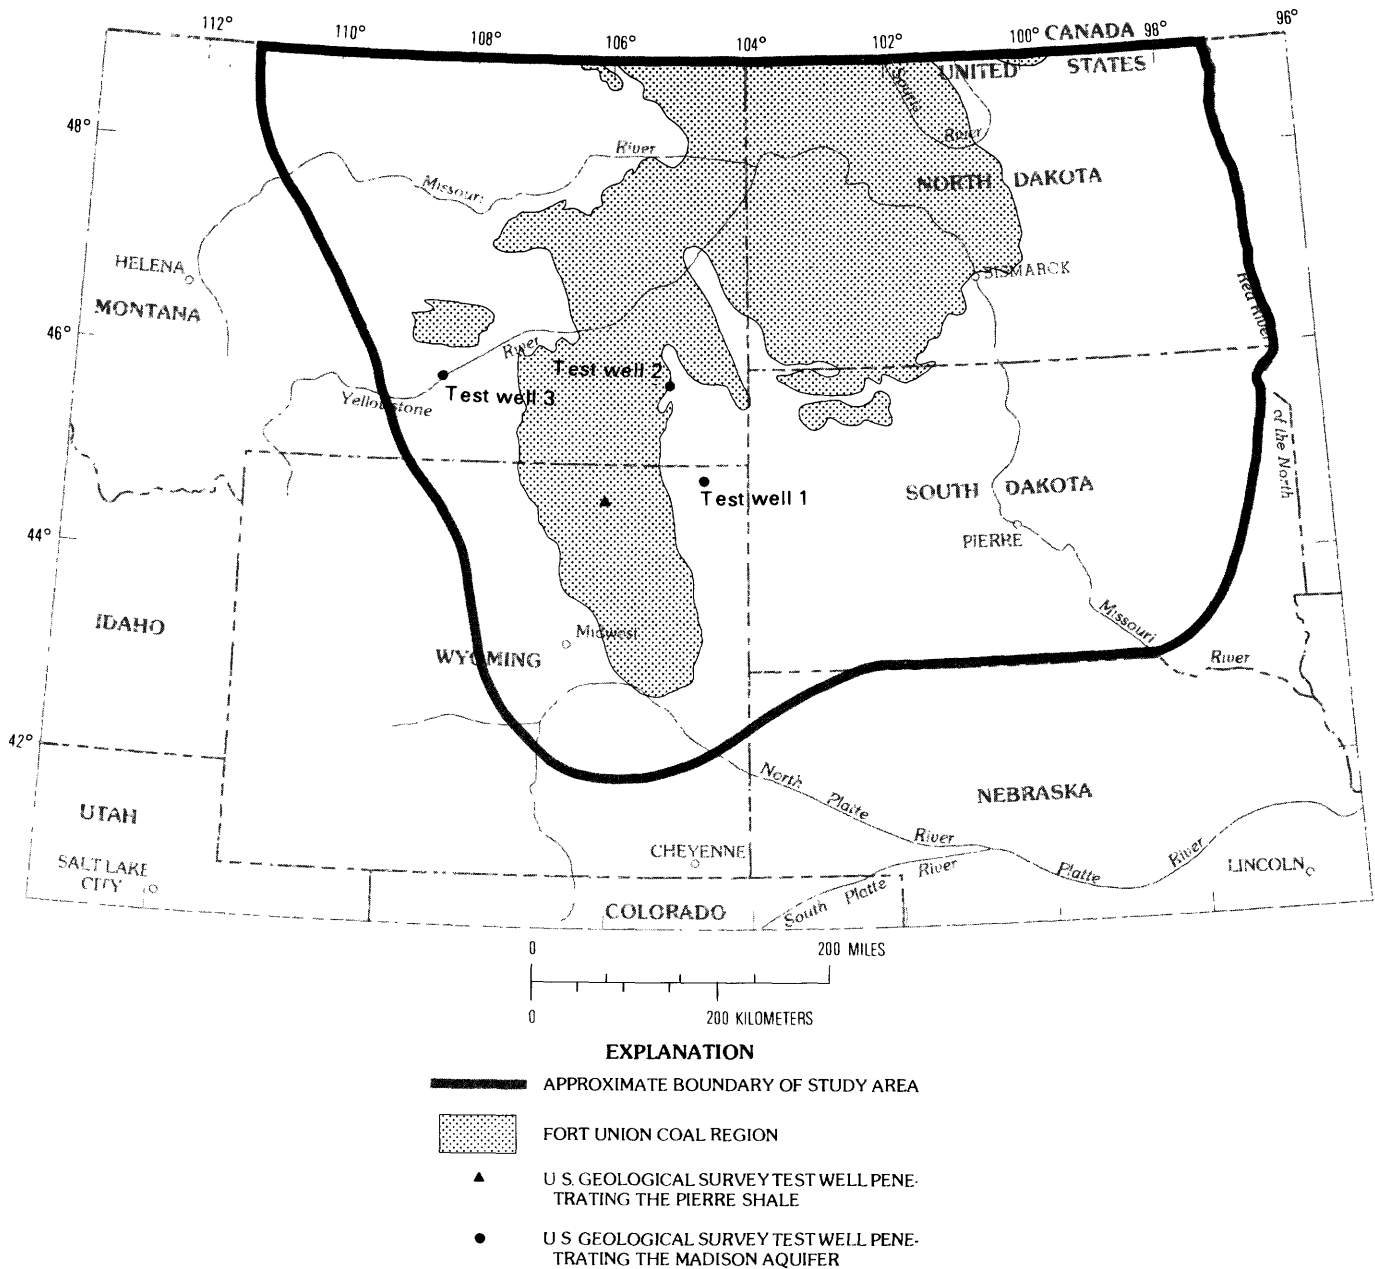 112°
110°
108°
106°
104°
102°
100°
CANADA
98°
96°
UNITED STATES
Souris
River
48°
River
Missouri
NORTH DAKOTA
HELENA
BISMARCK
MONTANA
Red River
46°
River
Test well 2
Test well 3
Yellowstone
of the North
Test well 1
SOUTH DAKOTA
44°
PIERRE
IDAHO
Missouri
Midwest
WYOMING
River
42°
North
Platte
NEBRASKA
UTAH
River
CHEYENNE
River
SALT LAKE
CITY
River
Platte
LINCOLN
Platte
South
COLORADO
0
200 MILES
0
200 KILOMETERS
EXPLANATION
APPROXIMATE BOUNDARY OF STUDY AREA
FORT UNION COAL REGION
U S. GEOLOGICAL SURVEY TEST WELL PENE-
TRATING THE PIERRE SHALE
U S GEOLOGICAL SURVEY TEST WELL PENE-
TRATING THE MADISON AQUIFER